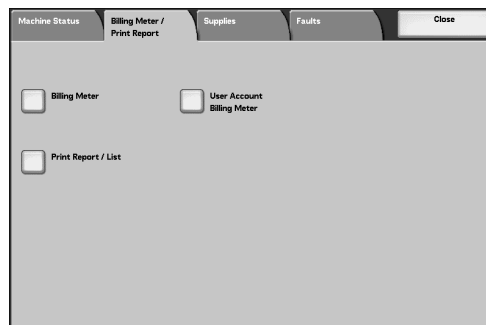 Machine Status
Billing Meter /
Print Report
Supplies
Faults
Close
Billing Meter
User Account
Billing Meter
Print Report / List